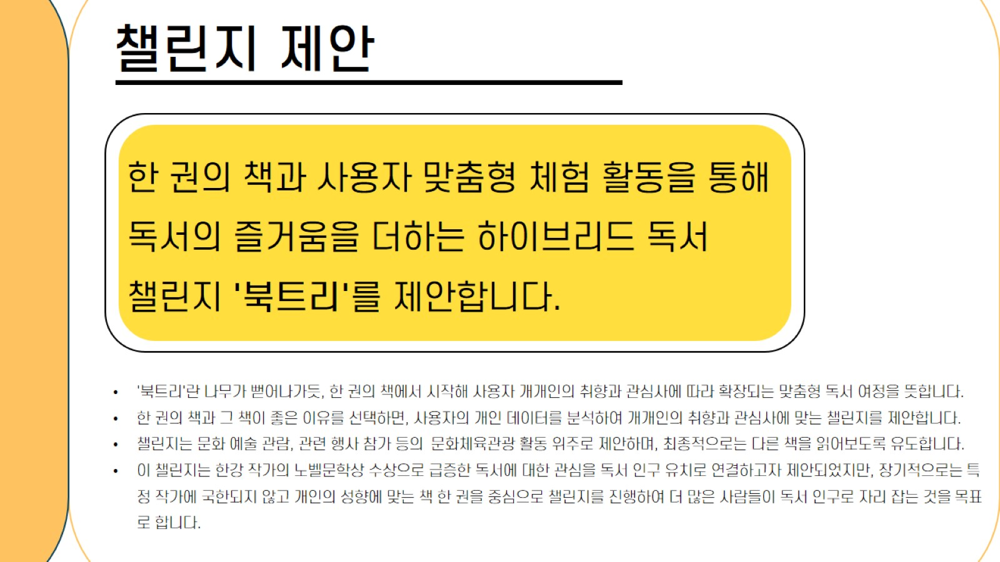 챌린지 제안
한 권의 책과 사용자 맞춤형 체험 활동을 통해
독서의 즐거움을 더하는 하이브리드 독서
챌린지 '북트리'를 제안합니다.
• '북트리'란 나무가 뻗어나가듯, 한 권의 책에서 시작해 사용자 개개인의 취향과 관심사에 따라 확장되는 맞춤형 독서 여정을 뜻합니다.
• 한 권의 책과 그 책이 좋은 이유를 선택하면, 사용자의 개인 데이터를 분석하여 개개인의 취향과 관심사에 맞는 챌린지를 제안합니다.
• 챌린지는 문화 예술 관람, 관련 행사 참가 등의 문화체육관광 활동 위주로 제안하며, 최종적으로는 다른 책을 읽어보도록 유도합니다.
• 이 챌린지는 한강 작가의 노벨문학상 수상으로 급증한 독서에 대한 관심을 독서 인구 유치로 연결하고자 제안되었지만, 장기적으로는 특
정 작가에 국한되지 않고 개인의 성향에 맞는 책 한 권을 중심으로 챌린지를 진행하여 더 많은 사람들이 독서 인구로 자리 잡는 것을 목표
로 합니다.